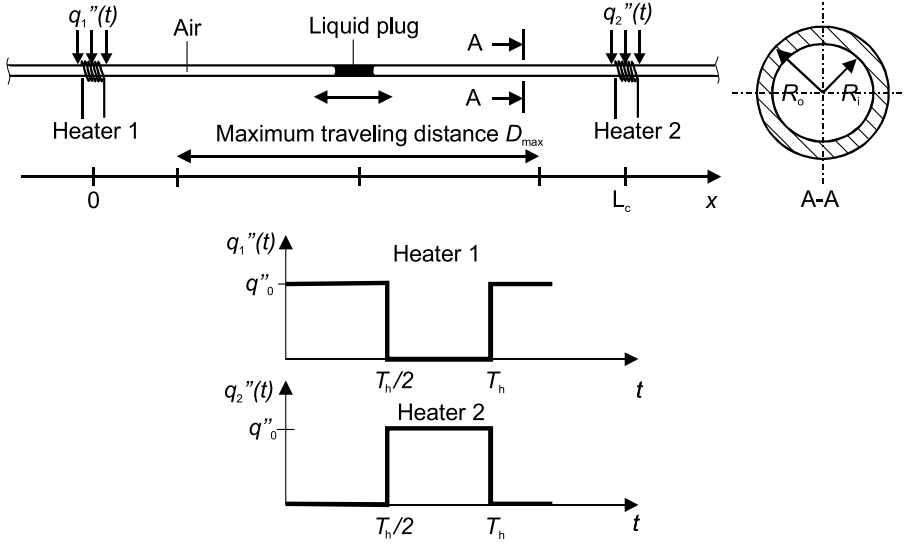 q₁”(t)
Air
Liquid plug
A
q₂”(t)
A
Heater 1
Heater 2
Rₒ
Rᵢ
Maximum traveling distance Dₘₐₓ
0
L꜀
x
A-A
q₁”(t)
Heater 1
q”₀
Tₕ/2
Tₕ
t
q₂”(t)
Heater 2
q”₀
Tₕ/2
Tₕ
t